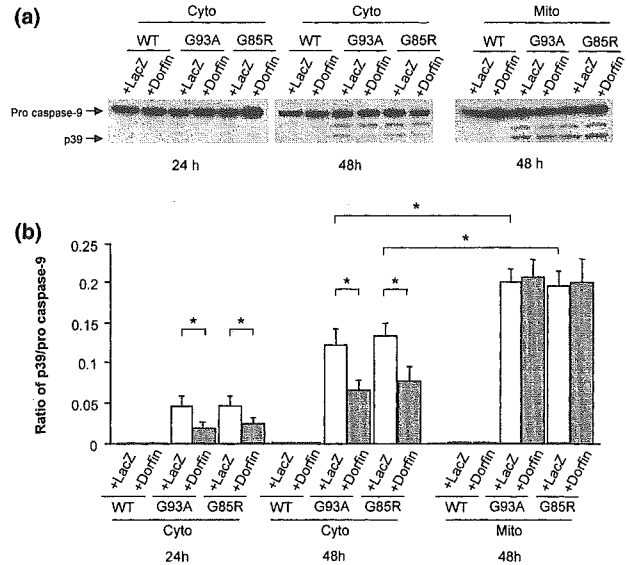 (a)
Cyto Cyto Mito
WT G93A G85R WT G93A G85R WT G93A G85R
+LacZ +Dorfin +LacZ +Dorfin +LacZ +Dorfin +LacZ +Dorfin +LacZ +Dorfin +LacZ +Dorfin +LacZ +Dorfin +LacZ +Dorfin +LacZ +Dorfin
Pro caspase-9
p39
24 h 48h 48 h
(b)
* *
0.25
0.2
0.15
0.1
0.05
0
Ratio of p39/pro caspase-9
* * * *
+LacZ +Dorfin +LacZ +Dorfin +LacZ +Dorfin +LacZ +Dorfin +LacZ +Dorfin +LacZ +Dorfin +LacZ +Dorfin +LacZ +Dorfin +LacZ +Dorfin
WT G93A G85R WT G93A G85R WT G93A G85R
Cyto Cyto Mito
24h 48h 48h